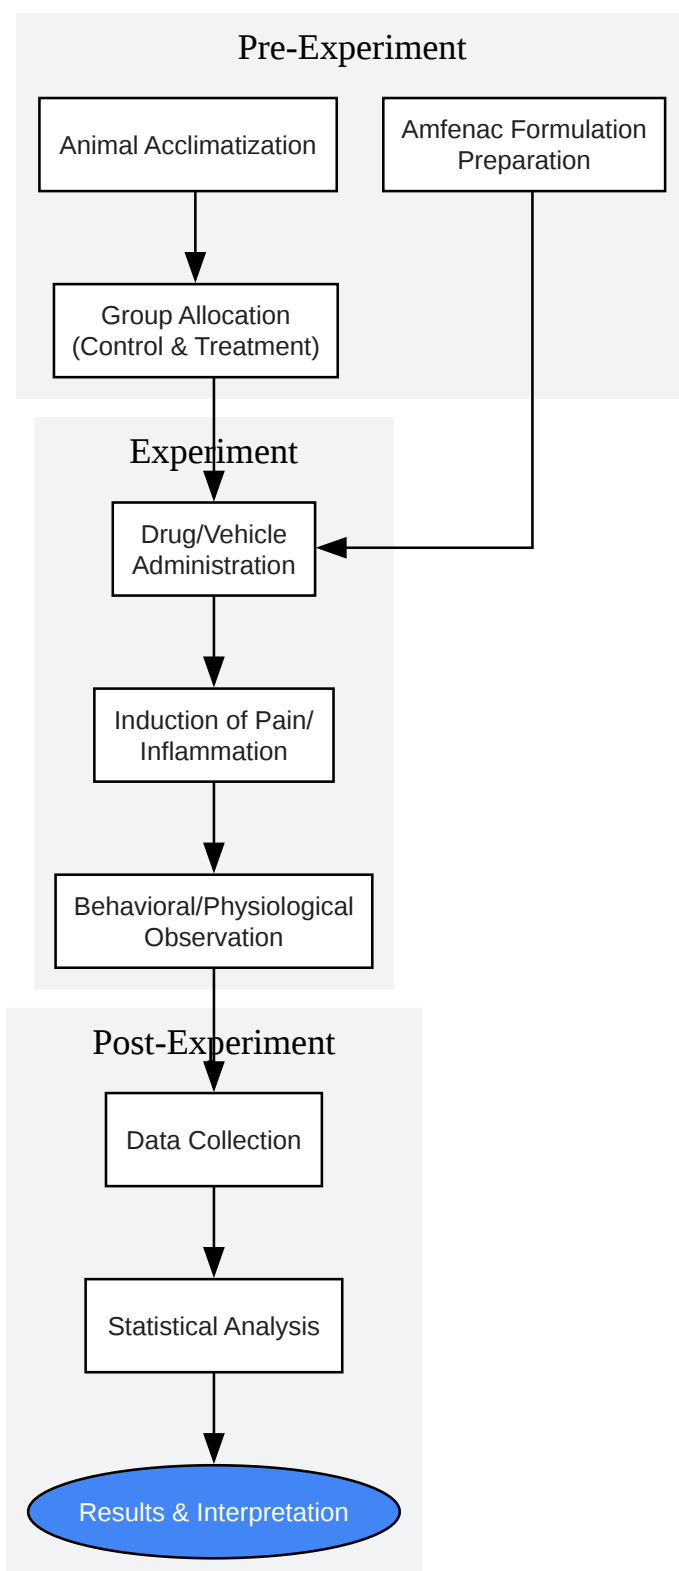 Pre-Experiment
Animal Acclimatization
Amfenac Formulation
Preparation
Group Allocation
(Control & Treatment)
Experiment
Drug/Vehicle
Administration
Induction of Pain/
Inflammation
Behavioral/Physiological
Observation
Post-Experiment
Data Collection
Statistical Analysis
Results & Interpretation